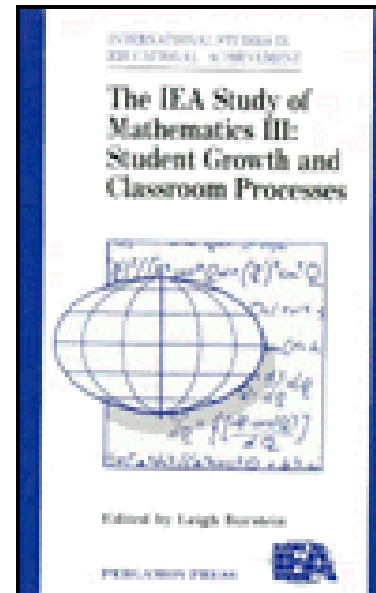 INTERNATIONAL STUDIES IN
EDUCATIONAL ACHIEVEMENT
The IEA Study of
Mathematics III:
Student Growth and
Classroom Processes
Edited by Leigh Burstein
PERGAMON PRESS
IEA